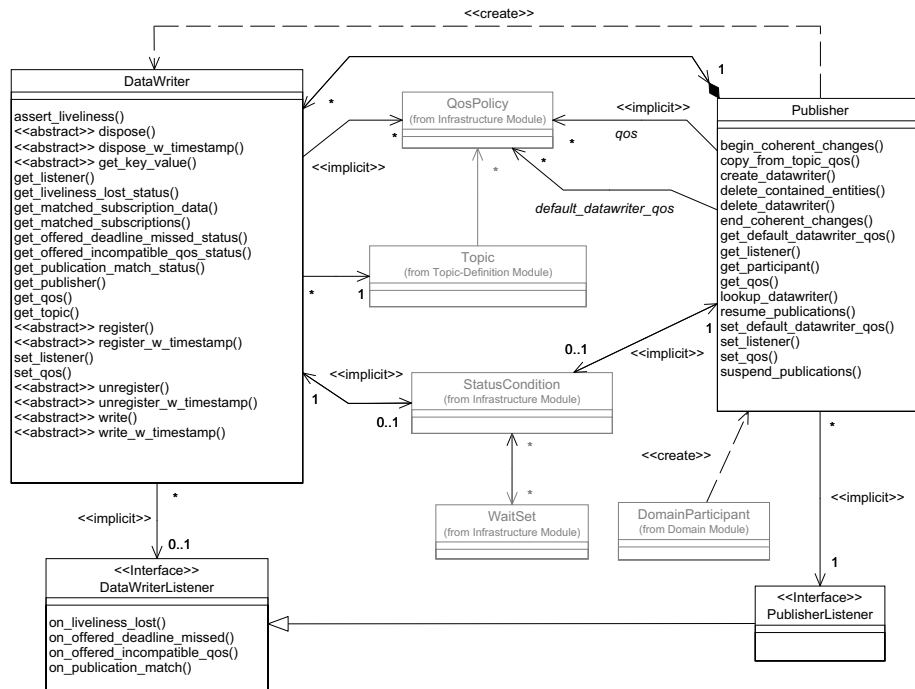 <<create>>
DataWriter
assert_liveliness()
<<abstract>> dispose()
<<abstract>> dispose_w_timestamp()
<<abstract>> get_key_value()
get_listener()
get_liveliness_lost_status()
get_matched_subscription_data()
get_matched_subscriptions()
get_offered_deadline_missed_status()
get_offered_incompatible_qos_status()
get_publication_match_status()
get_publisher()
get_qos()
get_topic()
<<abstract>> register()
<<abstract>> register_w_timestamp()
set_listener()
set_qos()
<<abstract>> unregister()
<<abstract>> unregister_w_timestamp()
<<abstract>> write()
<<abstract>> write_w_timestamp()
*
1
QosPolicy
(from Infrastructure Module)
<<implicit>>
*
<<implicit>>
qos
*
*
default_datawriter_qos
*
Publisher
begin_coherent_changes()
copy_from_topic_qos()
create_datawriter()
delete_contained_entities()
delete_datawriter()
end_coherent_changes()
get_default_datawriter_qos()
get_listener()
get_participant()
get_qos()
lookup_datawriter()
resume_publications()
set_default_datawriter_qos()
set_listener()
set_qos()
suspend_publications()
Topic
(from Topic-Definition Module)
*
1
0..1
1
<<implicit>>
<<implicit>>
1
0..1
StatusCondition
(from Infrastructure Module)
*
*
WaitSet
(from Infrastructure Module)
<<create>>
DomainParticipant
(from Domain Module)
*
<<implicit>>
1
*
<<implicit>>
0..1
<<Interface>>
DataWriterListener
on_liveliness_lost()
on_offered_deadline_missed()
on_offered_incompatible_qos()
on_publication_match()
<<Interface>>
PublisherListener